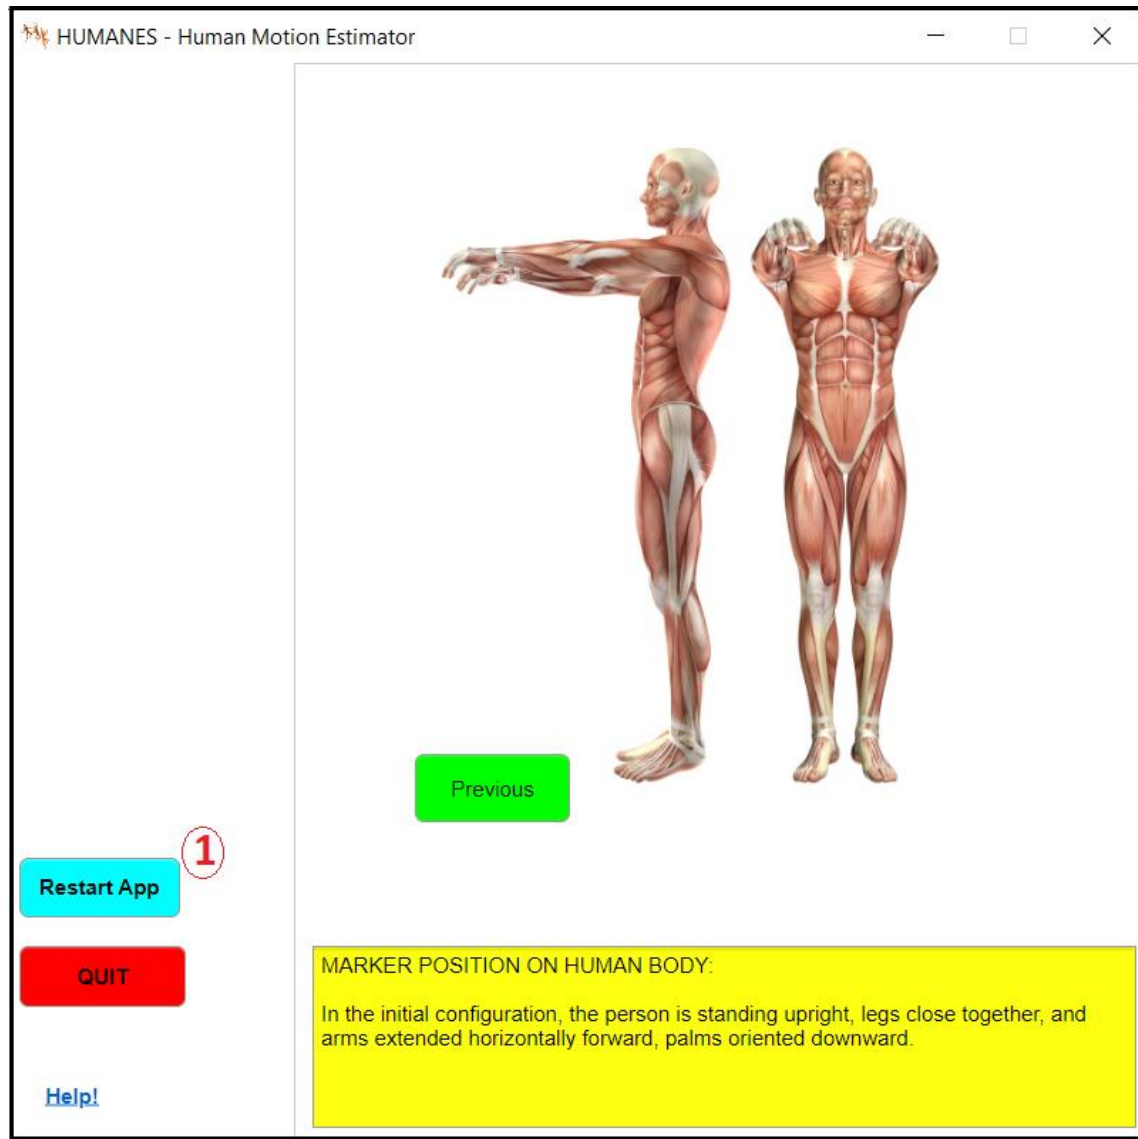 HUMANES - Human Motion Estimator
Previous
1
Restart App
QUIT
Help!
MARKER POSITION ON HUMAN BODY:
In the initial configuration, the person is standing upright, legs close together, and
arms extended horizontally forward, palms oriented downward.